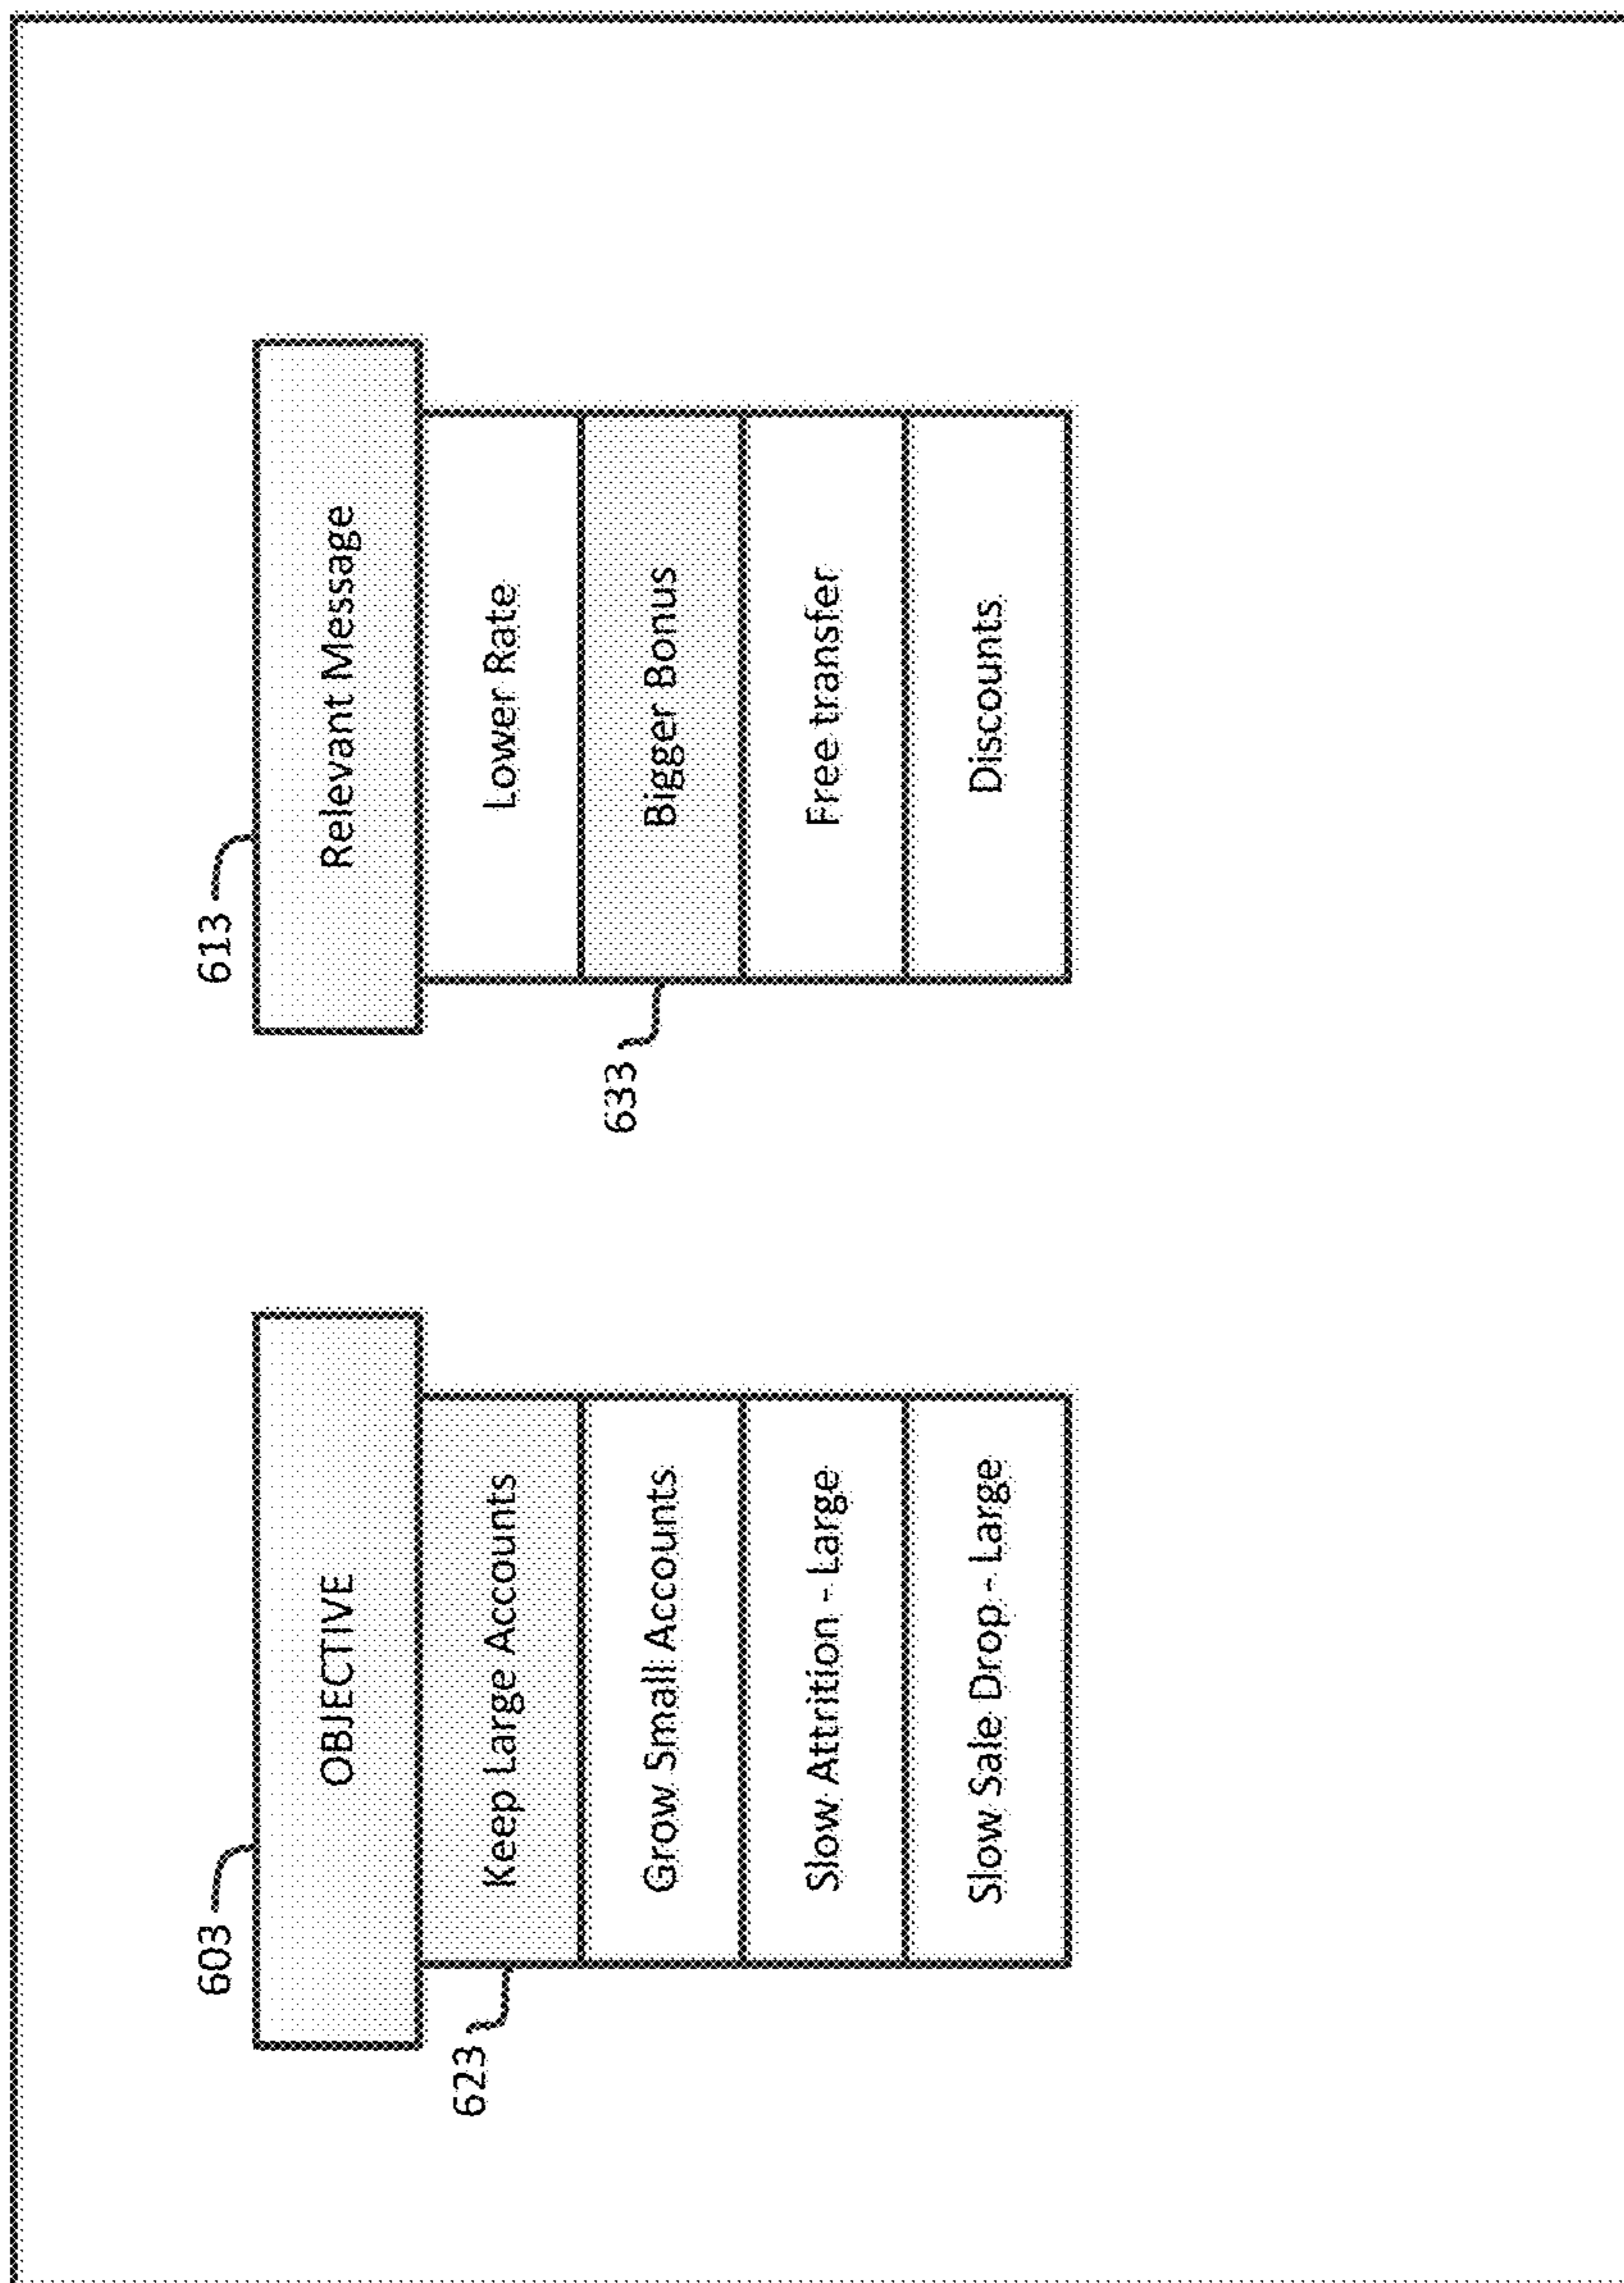 603
OBJECTIVE
623
Keep Large Accounts
Grow Small Accounts
Slow Attrition - Large
Slow Sale Drop - Large
613
Relevant Message
Lower Rate
633
Bigger Bonus
Free transfer
Discounts